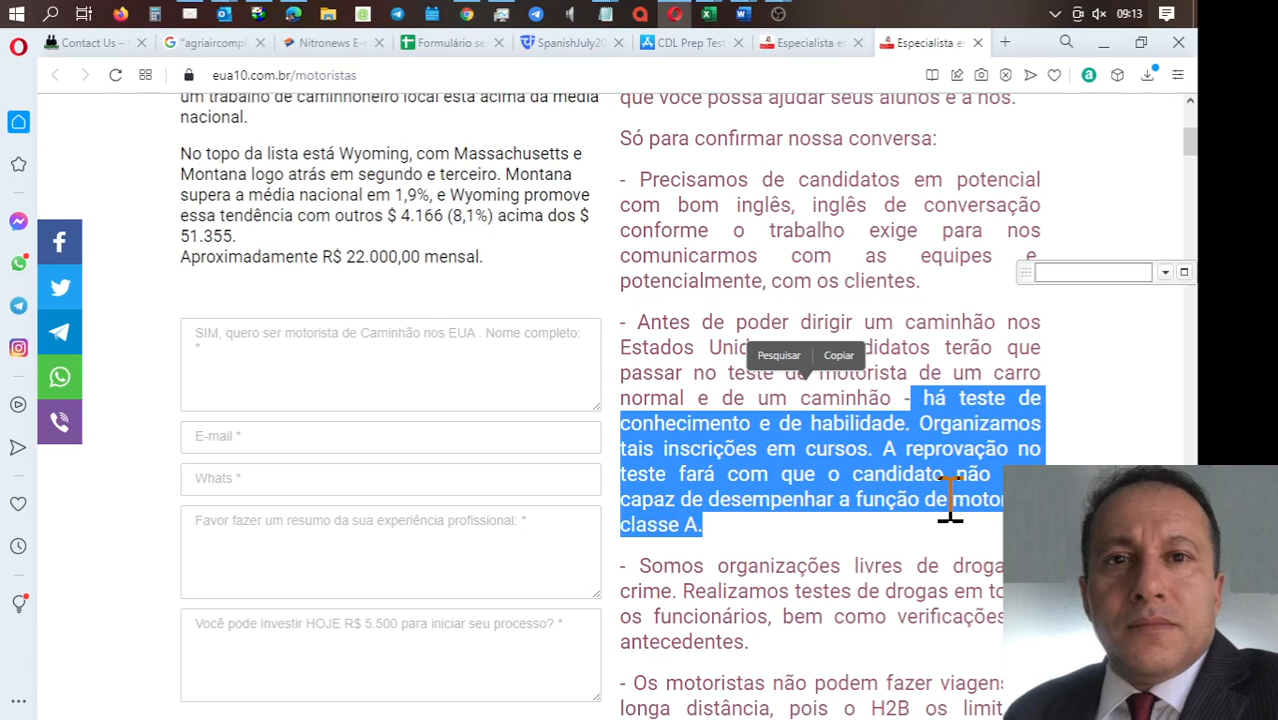 09:13
Contact Us –
"agriaircompl
Nitronews E-m
Formulário se
SpanishJuly20
CDL Prep Test
Especialista e
Especialista e
eua10.com.br/motoristas
um trabalho de caminhoneiro local está acima da média
nacional.
No topo da lista está Wyoming, com Massachusetts e
Montana logo atrás em segundo e terceiro. Montana
supera a média nacional em 1,9%, e Wyoming promove
essa tendência com outros $ 4.166 (8,1%) acima dos $
51.355.
Aproximadamente R$ 22.000,00 mensal.
SIM, quero ser motorista de Caminhão nos EUA . Nome completo:
*
E-mail *
Whats *
Favor fazer um resumo da sua experiência profissional: *
Você pode investir HOJE R$ 5.500 para iniciar seu processo? *
que você possa ajudar seus alunos e a nós.
Só para confirmar nossa conversa:
- Precisamos de candidatos em potencial
com bom inglês, inglês de conversação
conforme o trabalho exige para nos
comunicarmos com as equipes e
potencialmente, com os clientes.
- Antes de poder dirigir um caminhão nos
Estados Unid didatos terão que
Pesquisar Copiar
passar no teste de motorista de um carro
normal e de um caminhão - há teste de
conhecimento e de habilidade. Organizamos
tais inscrições em cursos. A reprovação no
teste fará com que o candidato não
capaz de desempenhar a função de motor
classe A.
- Somos organizações livres de droga
crime. Realizamos testes de drogas em to
os funcionários, bem como verificações
antecedentes.
- Os motoristas não podem fazer viagens
longa distância, pois o H2B os limit